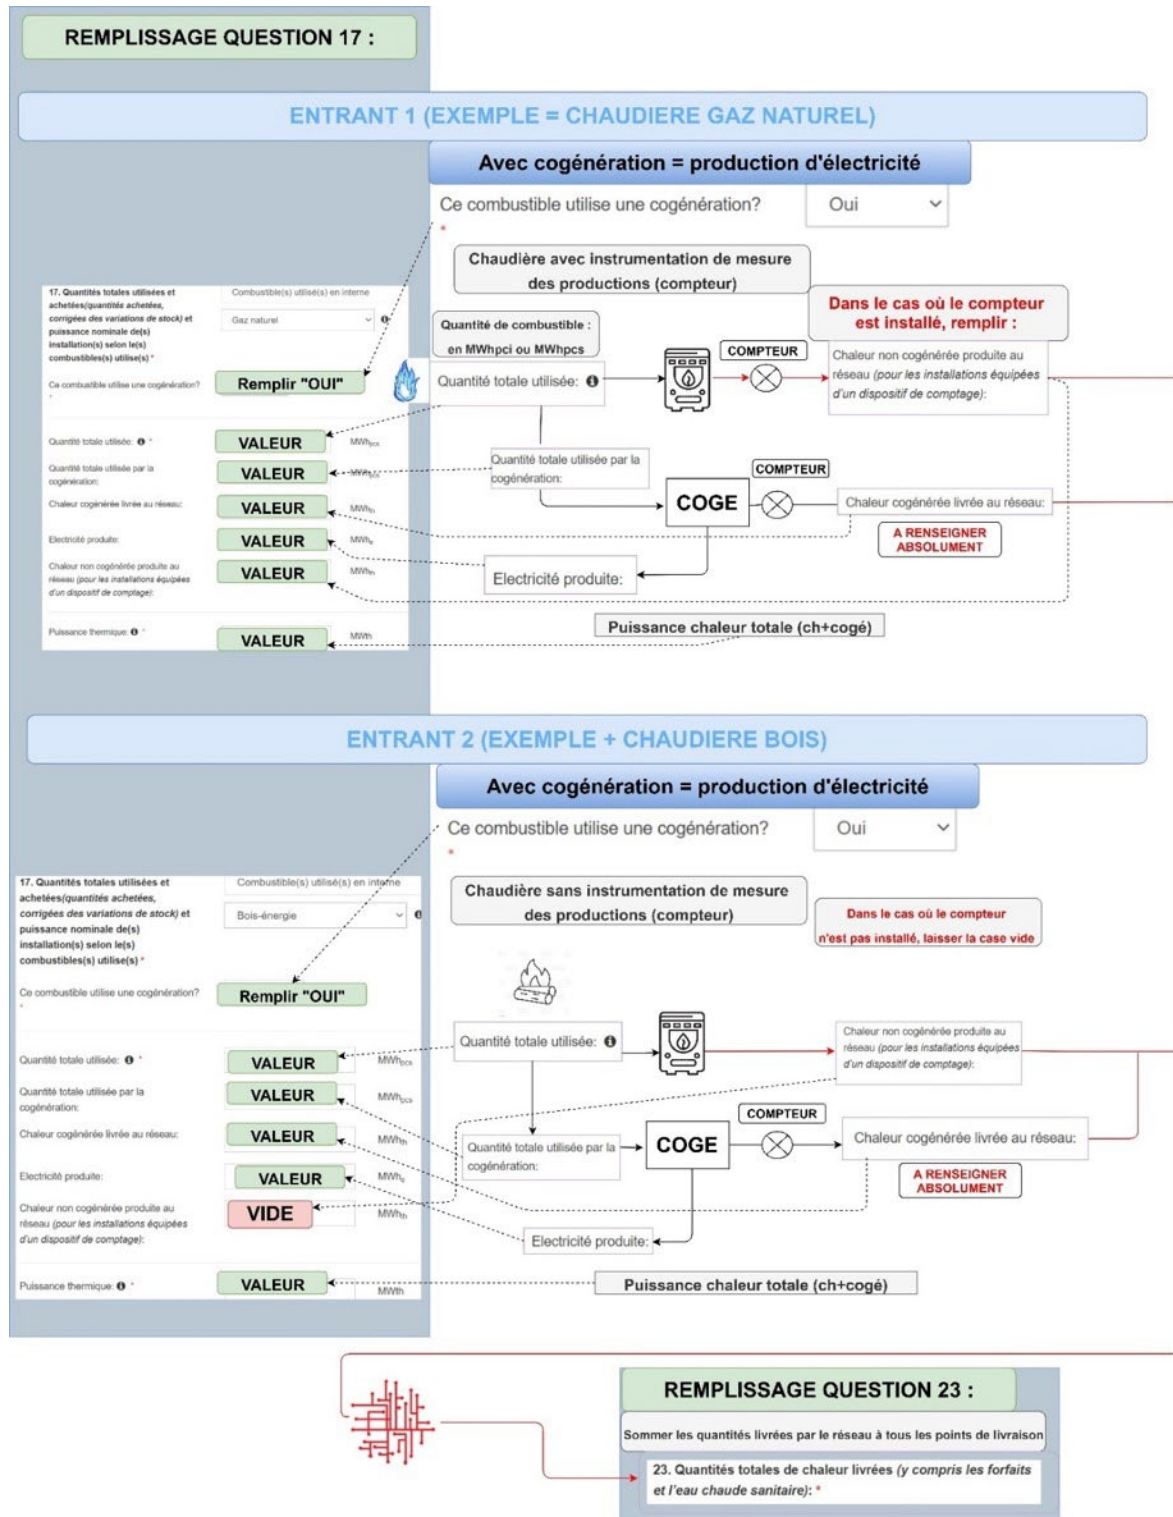 REMPLISSAGE QUESTION 17 :
ENTRANT 1 (EXEMPLE = CHAUDIERE GAZ NATUREL)
Avec cogénération = production d'électricité
Ce combustible utilise une cogénération?
*
Oui
Chaudière avec instrumentation de mesure
des productions (compteur)
17. Quantités totales utilisées et
achetées(quantités achetées,
corrigées des variations de stock) et
puissance nominale de(s)
installation(s) selon le(s)
combustibles(s) utilise(s) *
Combustible(s) utilisé(s) en interne
Gaz naturel
Quantité de combustible :
en MWhpci ou MWhpcs
Dans le cas où le compteur
est installé, remplir :
Ce combustible utilise une cogénération?
*
Remplir "OUI"
Quantité totale utilisée:
COMPTEUR
Chaleur non cogénérée produite au
réseau (pour les installations équipées
d'un dispositif de comptage):
Quantité totale utilisée: *
VALEUR
MWhpcs
Quantité totale utilisée par la
cogénération:
VALEUR
MWhpcs
Quantité totale utilisée par la
cogénération:
COMPTEUR
COGE
Chaleur cogénérée livrée au réseau:
A RENSEIGNER
ABSOLUMENT
Chaleur cogénérée livrée au réseau:
VALEUR
MWhth
Electricité produite:
VALEUR
MWhe
Chaleur non cogénérée produite au
réseau (pour les installations équipées
d'un dispositif de comptage):
VALEUR
MWhth
Electricité produite:
Puissance thermique: *
VALEUR
MWth
Puissance chaleur totale (ch+cogé)
ENTRANT 2 (EXEMPLE + CHAUDIERE BOIS)
Avec cogénération = production d'électricité
Ce combustible utilise une cogénération?
*
Oui
17. Quantités totales utilisées et
achetées(quantités achetées,
corrigées des variations de stock) et
puissance nominale de(s)
installation(s) selon le(s)
combustibles(s) utilise(s) *
Combustible(s) utilisé(s) en interne
Bois-énergie
Chaudière sans instrumentation de mesure
des productions (compteur)
Dans le cas où le compteur
n'est pas installé, laisser la case vide
Ce combustible utilise une cogénération?
*
Remplir "OUI"
Quantité totale utilisée:
Chaleur non cogénérée produite au
réseau (pour les installations équipées
d'un dispositif de comptage):
Quantité totale utilisée: *
VALEUR
MWhpcs
Quantité totale utilisée par la
cogénération:
VALEUR
MWhpcs
Chaleur cogénérée livrée au réseau:
VALEUR
MWhth
Quantité totale utilisée par la
cogénération:
COGE
COMPTEUR
Chaleur cogénérée livrée au réseau:
A RENSEIGNER
ABSOLUMENT
Electricité produite:
VALEUR
MWhe
Chaleur non cogénérée produite au
réseau (pour les installations équipées
d'un dispositif de comptage):
VIDE
MWhth
Electricité produite:
Puissance thermique: *
VALEUR
MWth
Puissance chaleur totale (ch+cogé)
REMPLISSAGE QUESTION 23 :
Sommer les quantités livrées par le réseau à tous les points de livraison
23. Quantités totales de chaleur livrées (y compris les forfaits
et l'eau chaude sanitaire): *